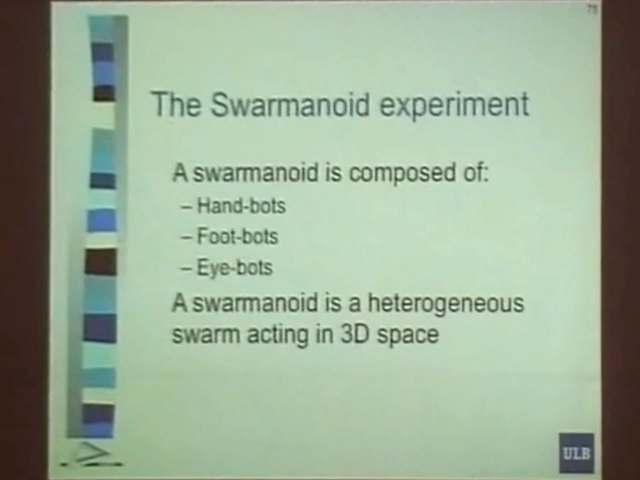 75
The Swarmanoid experiment
A swarmanoid is composed of:
– Hand-bots
– Foot-bots
– Eye-bots
A swarmanoid is a heterogeneous
swarm acting in 3D space
ULB